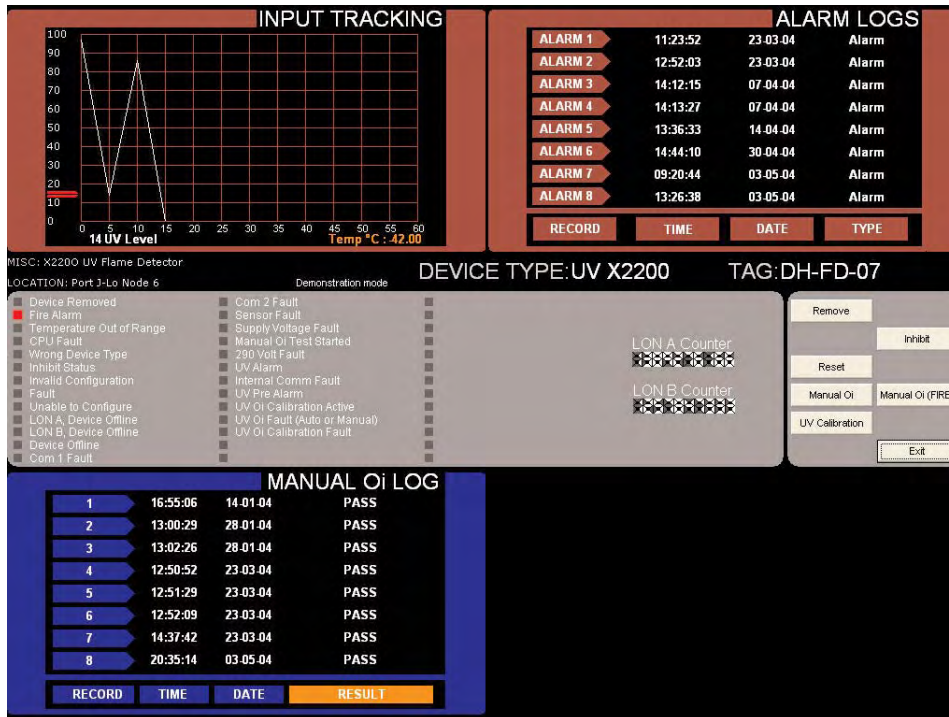 INPUT TRACKING
100
90
80
70
60
50
40
30
20
10
0
0 5 10 15 20 25 30 35 40 45 50 55 60
14 UV Level
Temp °C : -42.00
ALARM LOGS
ALARM 1 11:23:52 23-03-04 Alarm
ALARM 2 12:52:03 23-03-04 Alarm
ALARM 3 14:12:15 07-04-04 Alarm
ALARM 4 14:13:27 07-04-04 Alarm
ALARM 5 13:36:33 14-04-04 Alarm
ALARM 6 14:44:10 30-04-04 Alarm
ALARM 7 09:20:44 03-05-04 Alarm
ALARM 8 13:26:38 03-05-04 Alarm
RECORD TIME DATE TYPE
MISC: X2200 UV Flame Detector
LOCATION: Port J-Lo Node 6
Demonstration mode
DEVICE TYPE:UV X2200
TAG:DH-FD-07
Device Removed
Fire Alarm
Temperature Out of Range
CPU Fault
Wrong Device Type
Inhibit Status
Invalid Configuration
Fault
Unable to Configure
LON A, Device Offline
LON B, Device Offline
Device Offline
Com 1 Fault
Com 2 Fault
Sensor Fault
Supply Voltage Fault
Manual Oi Test Started
290 Volt Fault
UV Alarm
Internal Comm Fault
UV Pre Alarm
UV Oi Calibration Active
UV Oi Fault (Auto or Manual)
UV Oi Calibration Fault
LON A Counter
LON B Counter
Remove
Inhibit
Reset
Manual Oi
Manual Oi (FIRE
UV Calibration
Exit
MANUAL Oi LOG
1 16:55:06 14-01-04 PASS
2 13:00:29 28-01-04 PASS
3 13:02:26 28-01-04 PASS
4 12:50:52 23-03-04 PASS
5 12:51:29 23-03-04 PASS
6 12:52:09 23-03-04 PASS
7 14:37:42 23-03-04 PASS
8 20:35:14 03-05-04 PASS
RECORD TIME DATE RESULT